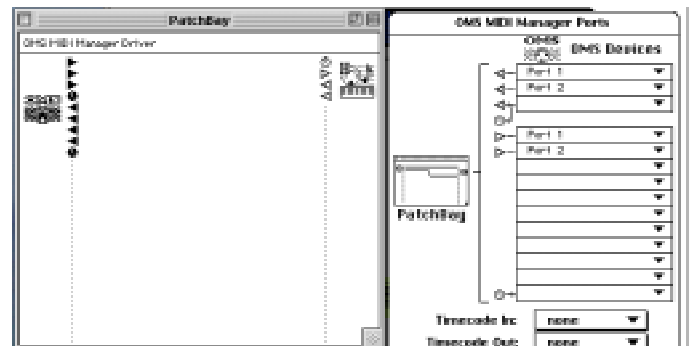 PatchBay
OMS MIDI Manager Driver
OMS MIDI Manager Ports
OMS Devices
Port 1
Port 2
Port 1
Port 2
PatchBay
Timecode In: none
Timecode Out: none